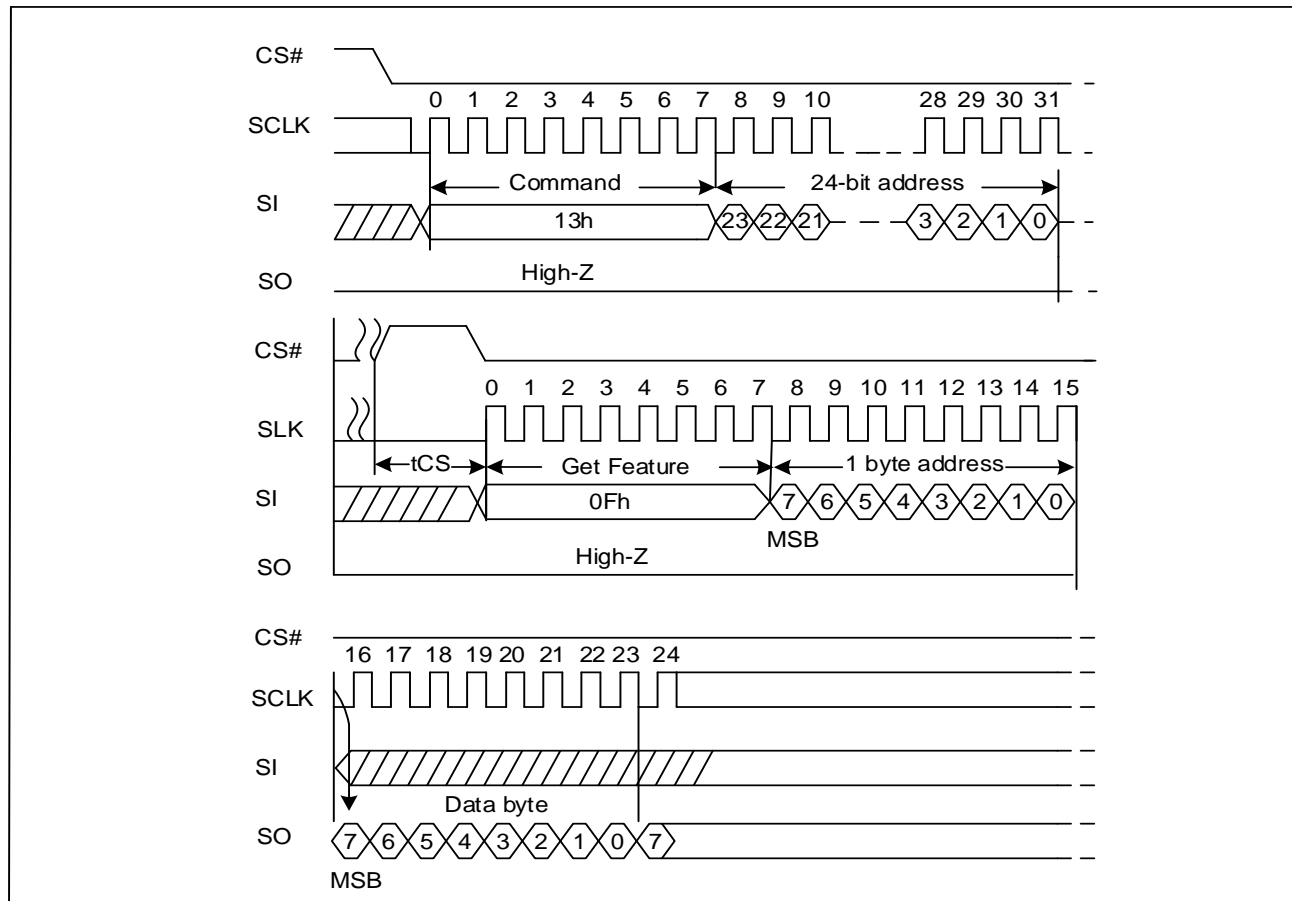 CS#
0 1 2 3 4 5 6 7 8 9 10 28 29 30 31
SCLK
Command 24-bit address
SI
13h 23 22 21 3 2 1 0
High-Z
SO
CS#
0 1 2 3 4 5 6 7 8 9 10 11 12 13 14 15
SLK
tCS Get Feature 1 byte address
SI
0Fh 7 6 5 4 3 2 1 0
MSB
High-Z
SO
CS#
16 17 18 19 20 21 22 23 24
SCLK
SI
Data byte
SO 7 6 5 4 3 2 1 0 7
MSB